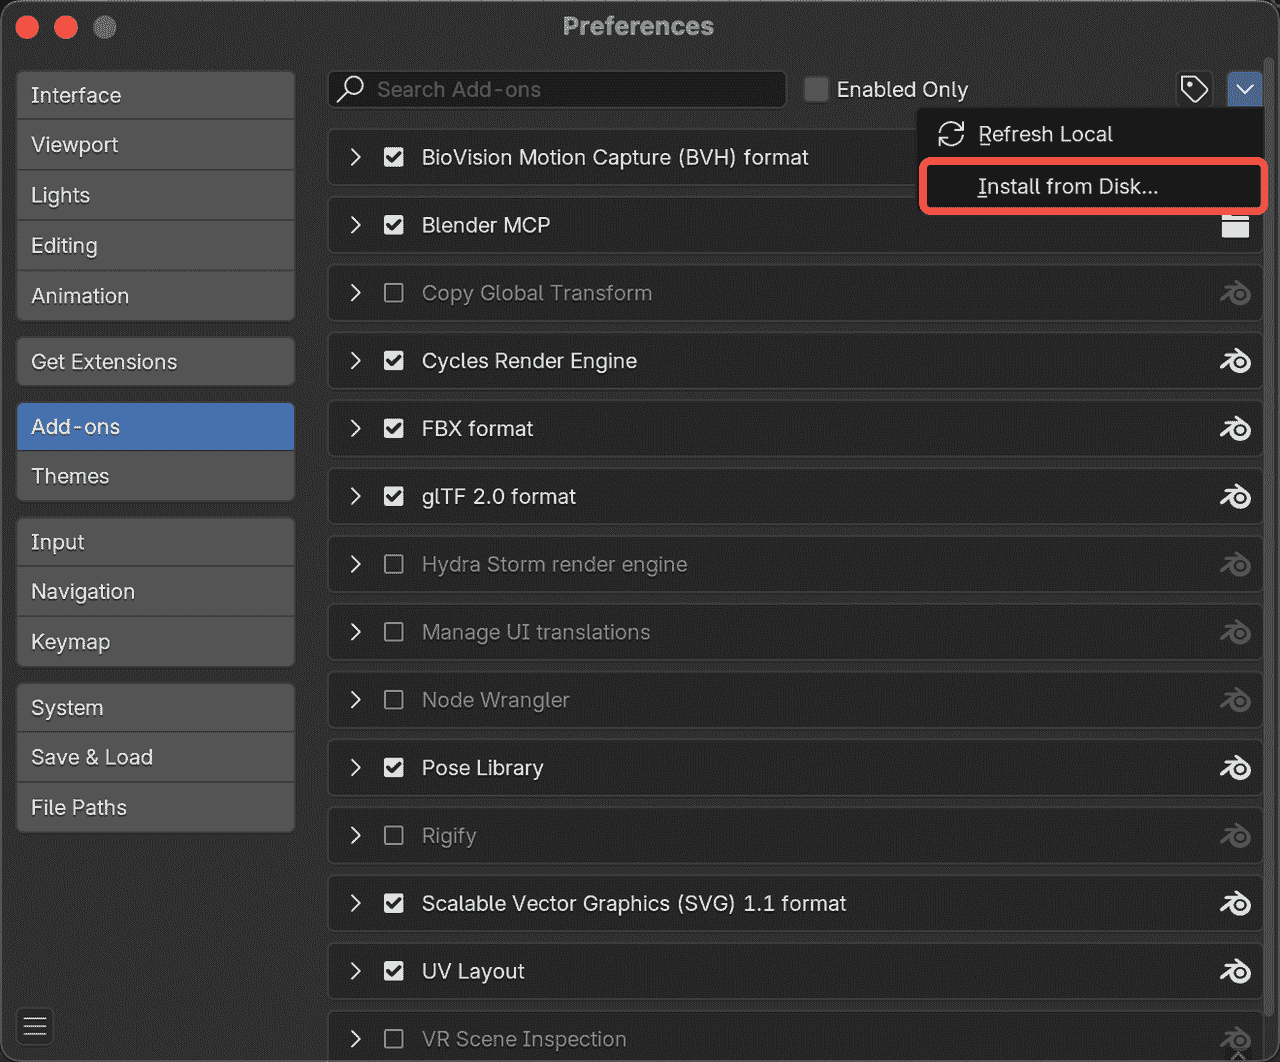 Preferences
Interface
Viewport
Lights
Editing
Animation
Get Extensions
Add-ons
Themes
Input
Navigation
Keymap
System
Save & Load
File Paths
Search Add-ons
Enabled Only
Refresh Local
Install from Disk...
BioVision Motion Capture (BVH) format
Blender MCP
Copy Global Transform
Cycles Render Engine
FBX format
glTF 2.0 format
Hydra Storm render engine
Manage UI translations
Node Wrangler
Pose Library
Rigify
Scalable Vector Graphics (SVG) 1.1 format
UV Layout
VR Scene Inspection